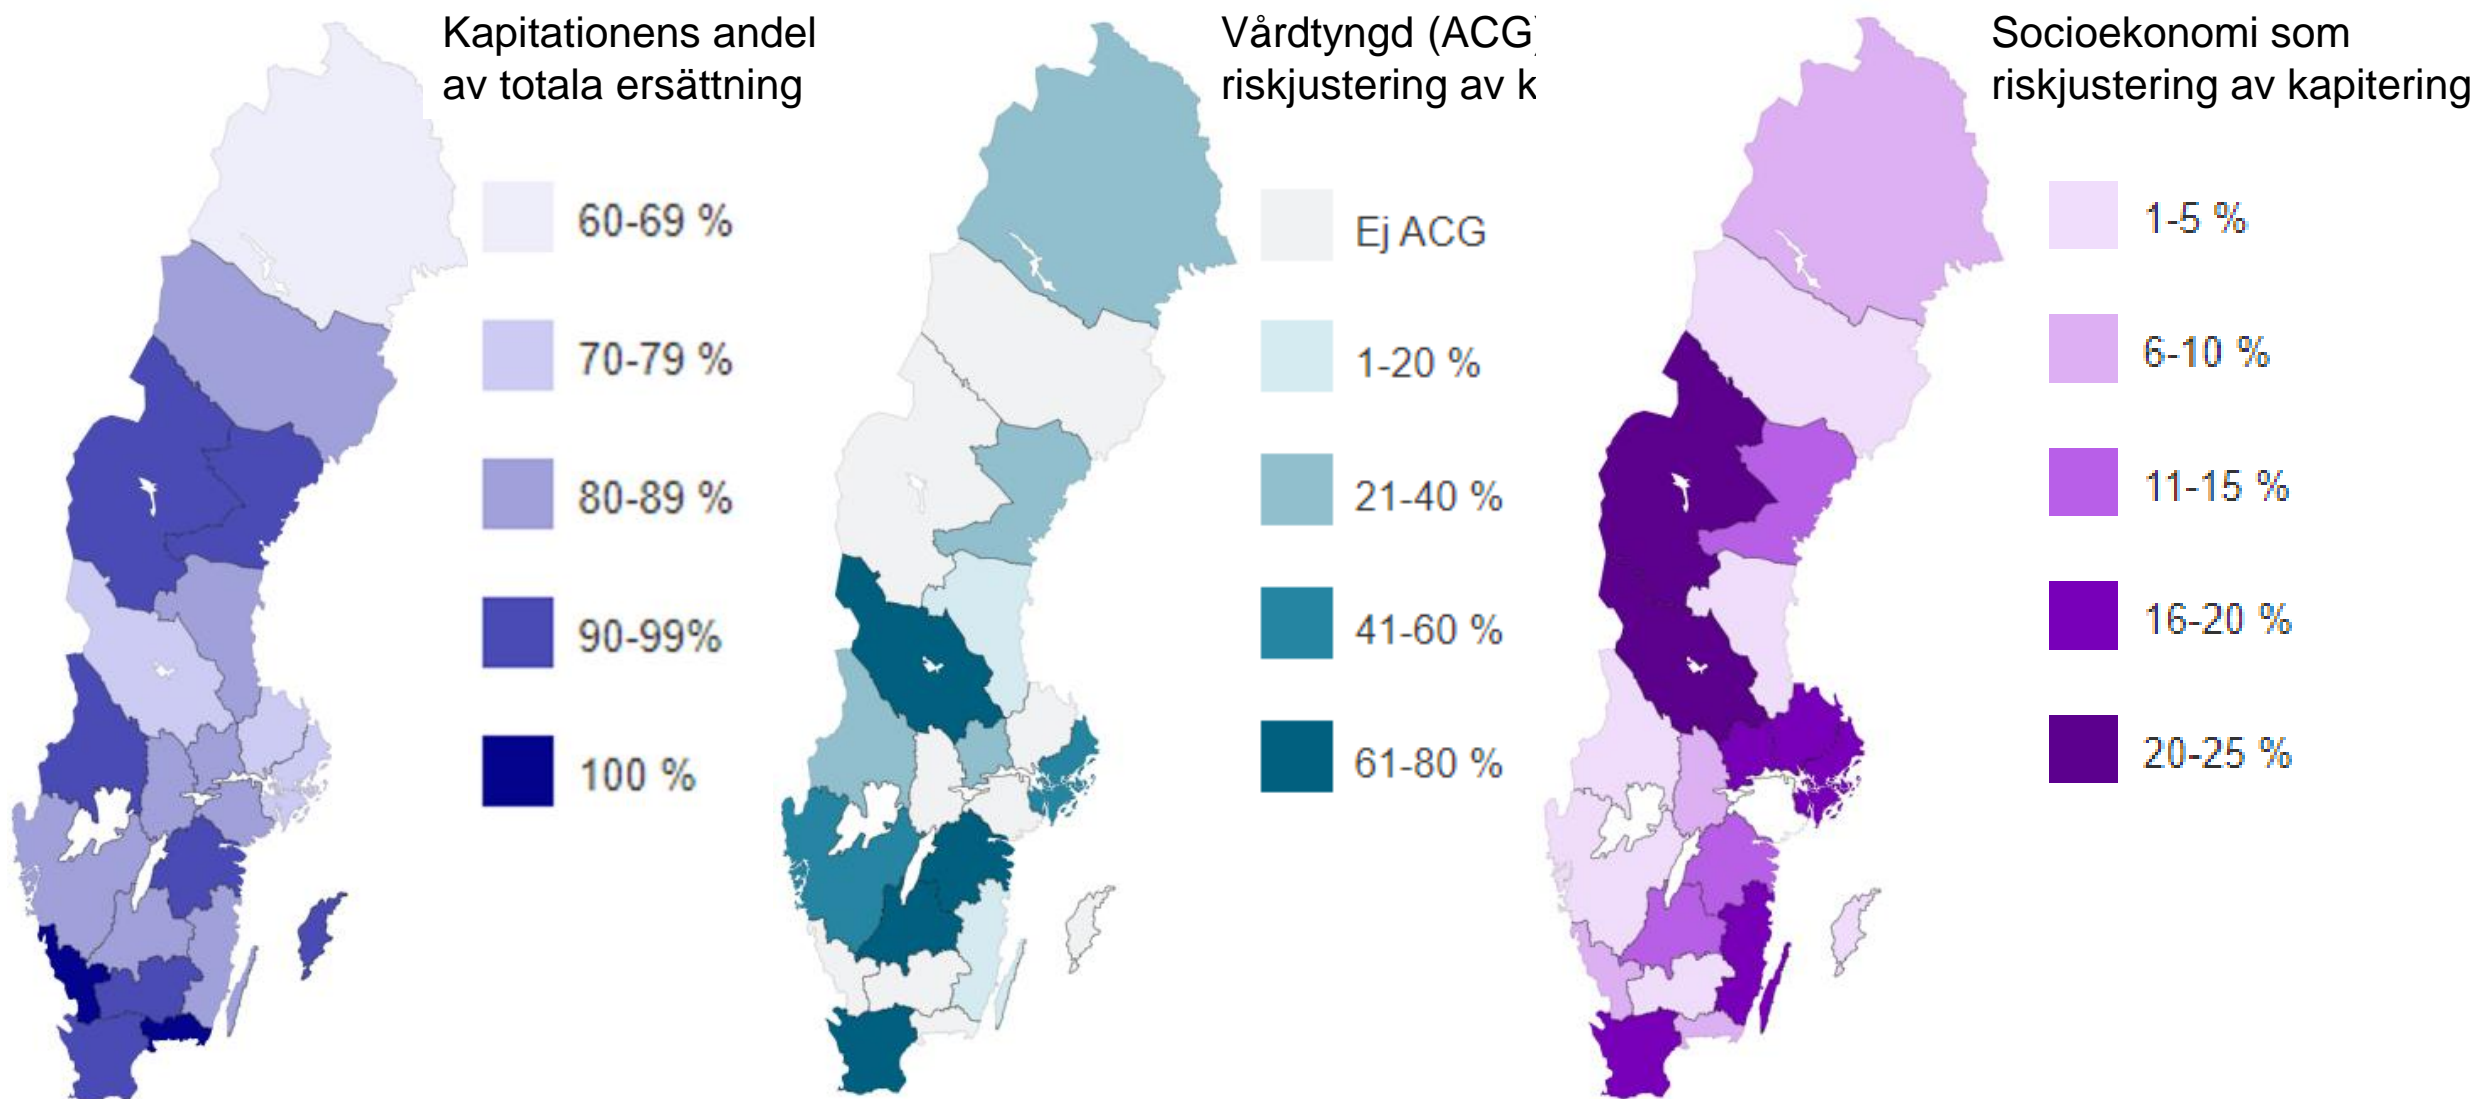 Kapitationens andel
av totala ersättning
60-69 %
70-79 %
80-89 %
90-99%
100 %
Vårdtyngd (ACG)
riskjustering av k
Ej ACG
1-20 %
21-40 %
41-60 %
61-80 %
Socioekonomi som
riskjustering av kapitering
1-5 %
6-10 %
11-15 %
16-20 %
20-25 %